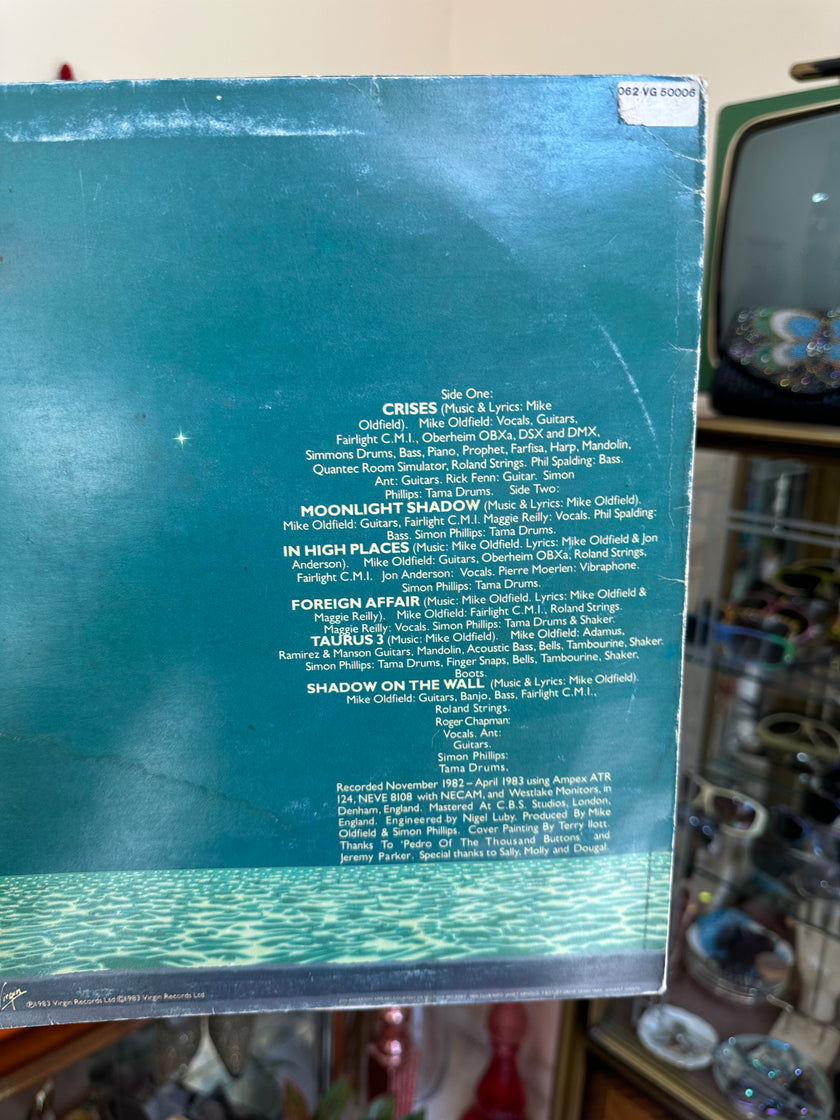 062 VG 50006
Side One:
CRISES (Music & Lyrics: Mike
Oldfield). Mike Oldfield: Vocals, Guitars,
Fairlight C.M.I., Oberheim OBXa, DSX and DMX,
Simmons Drums, Bass, Piano, Prophet, Farfisa, Harp, Mandolin,
Quantec Room Simulator, Roland Strings. Phil Spalding: Bass.
Ant: Guitars. Rick Fenn: Guitar. Simon
Phillips: Tama Drums. Side Two:
MOONLIGHT SHADOW (Music & Lyrics: Mike Oldfield).
Mike Oldfield: Guitars, Fairlight C.M.I. Maggie Reilly: Vocals. Phil Spalding:
Bass. Simon Phillips: Tama Drums.
IN HIGH PLACES (Music: Mike Oldfield. Lyrics: Mike Oldfield & Jon
Anderson). Mike Oldfield: Guitars, Oberheim OBXa, Roland Strings,
Fairlight C.M.I. Jon Anderson: Vocals. Pierre Moerlen: Vibraphone.
Simon Phillips: Tama Drums.
FOREIGN AFFAIR (Music: Mike Oldfield. Lyrics: Mike Oldfield &
Maggie Reilly). Mike Oldfield: Fairlight C.M.I., Roland Strings.
Maggie Reilly: Vocals. Simon Phillips: Tama Drums & Shaker.
TAURUS 3 (Music: Mike Oldfield). Mike Oldfield: Adamus,
Ramirez & Manson Guitars, Mandolin, Acoustic Bass, Bells, Tambourine, Shaker.
Simon Phillips: Tama Drums, Finger Snaps, Bells, Tambourine, Shaker,
Boots.
SHADOW ON THE WALL (Music & Lyrics: Mike Oldfield).
Mike Oldfield: Guitars, Banjo, Bass, Fairlight C.M.I.,
Roland Strings.
Roger Chapman:
Vocals. Ant:
Guitars.
Simon Phillips:
Tama Drums.
Recorded November 1982 – April 1983 using Ampex ATR
124, NEVE 8108 with NECAM, and Westlake Monitors, in
Denham, England. Mastered At C.B.S. Studios, London,
England. Engineered by Nigel Luby. Produced By Mike
Oldfield & Simon Phillips. Cover Painting By Terry Ilott.
Thanks To 'Pedro Of The Thousand Buttons' and
Jeremy Parker. Special thanks to Sally, Molly and Dougal.
Virgin
℗1983 Virgin Records Ltd ©1983 Virgin Records Ltd